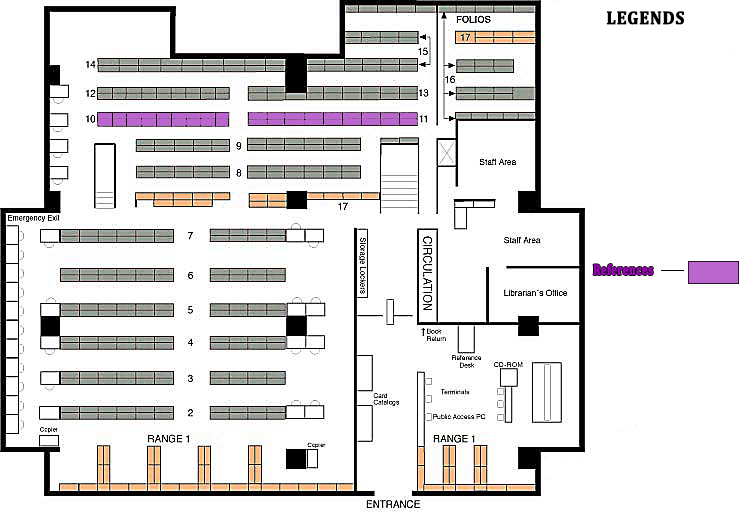 LEGENDS
FOLIOS
17
15
14
16
12
13
10
11
9
8
Staff Area
17
Emergency Exit
7
Storage Lockers
CIRCULATION
Staff Area
6
References
Librarian's Office
5
4
Book
Return
Reference
Desk
CD-ROM
3
Terminals
Card
Catalogs
2
Public Access PC
Copier
RANGE 1
RANGE 1
Copier
ENTRANCE